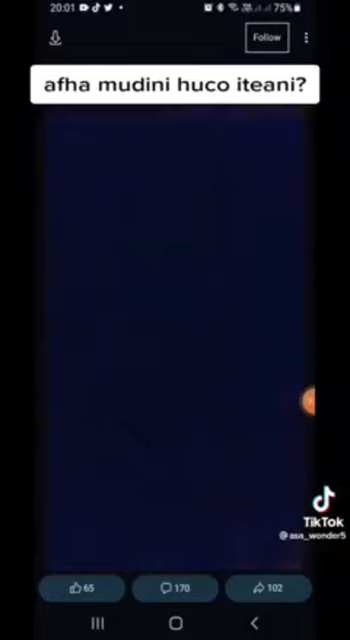 20:01
75%
Follow
afha mudini huco iteani?
TikTok
@asa_wonder5
65
170
102